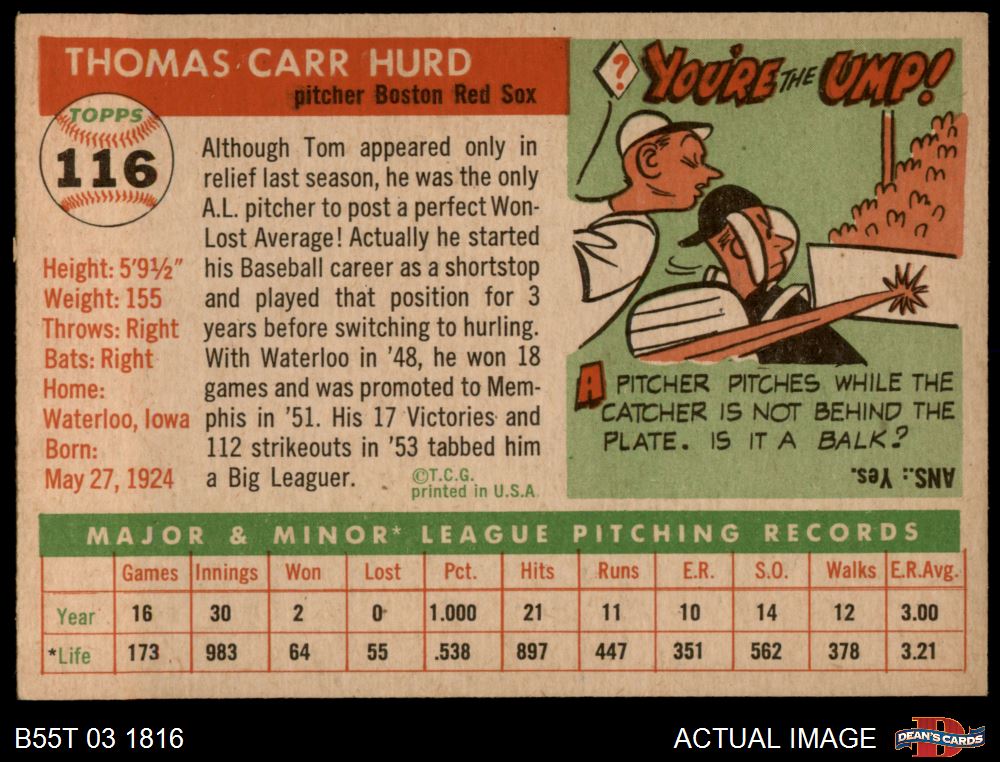 THOMAS CARR HURD
pitcher Boston Red Sox
TOPPS
116
Height: 5'9½"
Weight: 155
Throws: Right
Bats: Right
Home:
Waterloo, Iowa
Born:
May 27, 1924
Although Tom appeared only in
relief last season, he was the only
A.L. pitcher to post a perfect Won-
Lost Average! Actually he started
his Baseball career as a shortstop
and played that position for 3
years before switching to hurling.
With Waterloo in '48, he won 18
games and was promoted to Mem-
phis in '51. His 17 Victories and
112 strikeouts in '53 tabbed him
a Big Leaguer.
©T.C.G.
printed in U.S.A.
? YOU'RE THE UMP!
A PITCHER PITCHES WHILE THE
CATCHER IS NOT BEHIND THE
PLATE. IS IT A BALK?
ANS.: Yes.
MAJOR & MINOR* LEAGUE PITCHING RECORDS
Games Innings Won Lost Pct. Hits Runs E.R. S.O. Walks E.R.Avg.
Year 16 30 2 0 1.000 21 11 10 14 12 3.00
*Life 173 983 64 55 .538 897 447 351 562 378 3.21
B55T 03 1816
ACTUAL IMAGE
DEAN'S CARDS